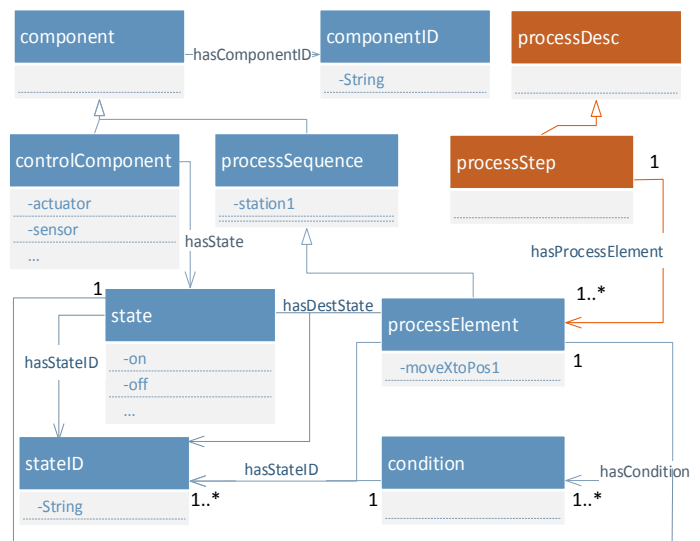 component
hasComponentID
componentID
-String
processDesc
controlComponent
-actuator
-sensor
...
processSequence
-station1
processStep
1
hasState
hasProcessElement
1
state
-on
-off
...
hasDestState
processElement
-moveXtoPos1
1..*
1
hasStateID
stateID
-String
hasStateID
1..*
condition
1
hasCondition
1..*